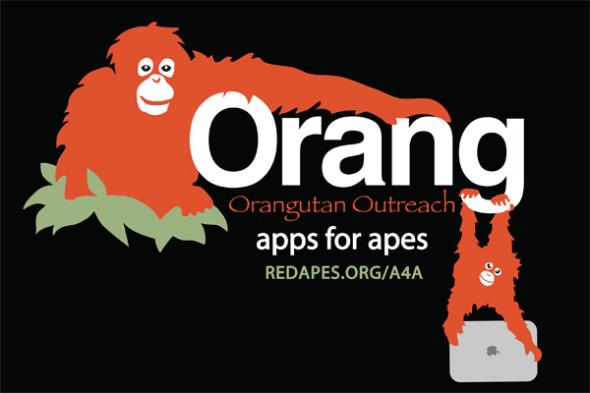 Orang
Orangutan Outreach
apps for apes
REDAPES.ORG/A4A